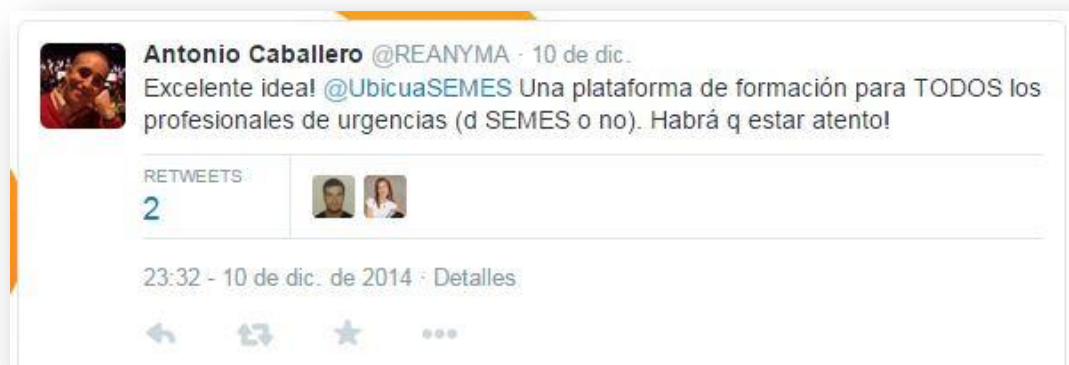 Antonio Caballero @REANYMA · 10 de dic.
Excelente idea! @UbicuaSEMES Una plataforma de formación para TODOS los
profesionales de urgencias (d SEMES o no). Habrá q estar atento!
RETWEETS
2
23:32 - 10 de dic. de 2014 · Detalles